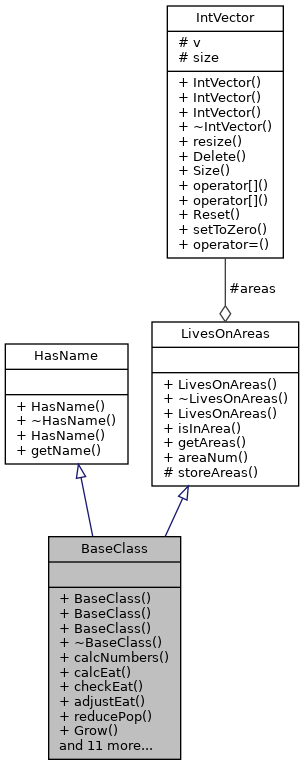 IntVector
# v
# size
+ IntVector()
+ IntVector()
+ IntVector()
+ ~IntVector()
+ resize()
+ Delete()
+ Size()
+ operator[]()
+ operator[]()
+ Reset()
+ setToZero()
+ operator=()
#areas
HasName
+ HasName()
+ ~HasName()
+ HasName()
+ getName()
LivesOnAreas
+ LivesOnAreas()
+ ~LivesOnAreas()
+ LivesOnAreas()
+ isInArea()
+ getAreas()
+ areaNum()
# storeAreas()
BaseClass
+ BaseClass()
+ BaseClass()
+ BaseClass()
+ ~BaseClass()
+ calcNumbers()
+ calcEat()
+ checkEat()
+ adjustEat()
+ reducePop()
+ Grow()
and 11 more...